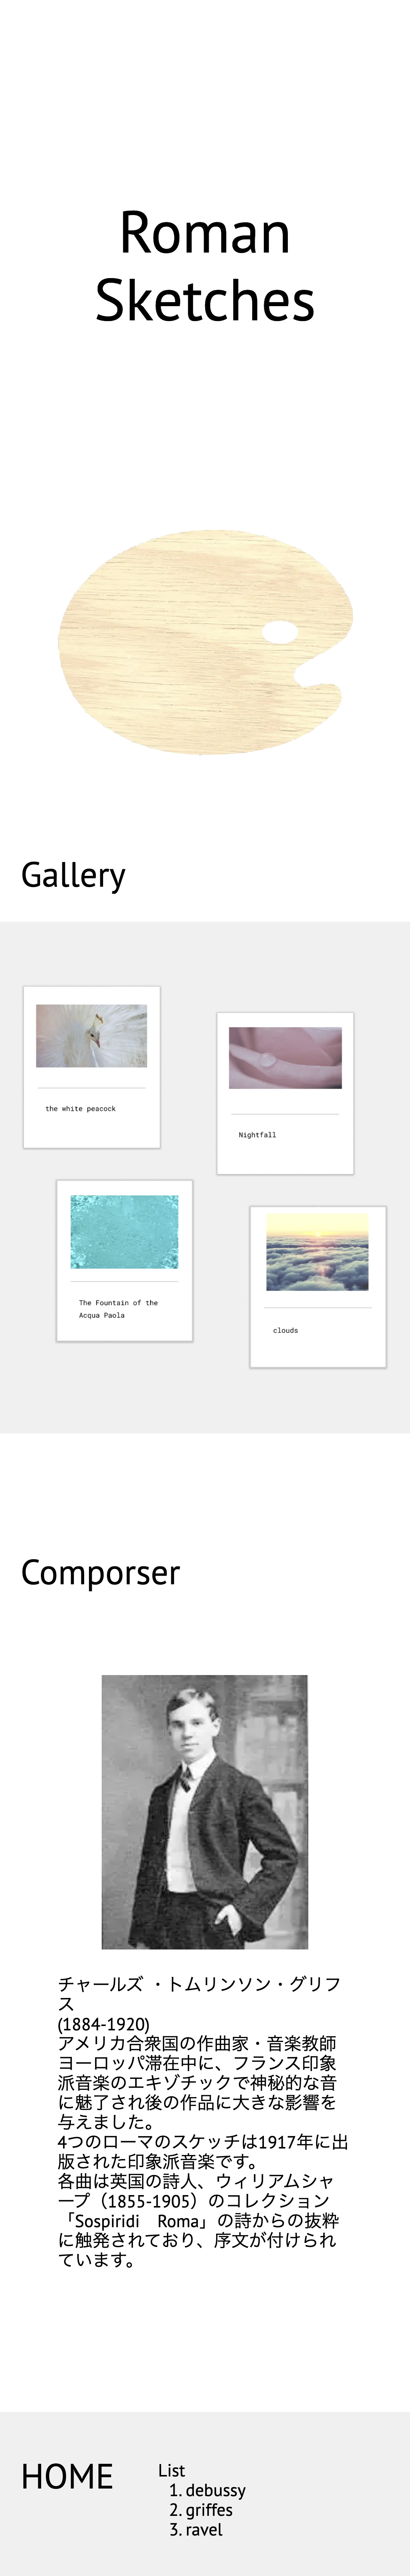 Roman
Sketches
Gallery
the white peacock
Nightfall
The Fountain of the
Acqua Paola
clouds
Comporser
チャールズ ・トムリンソン・グリフ
ス
(1884-1920)
アメリカ合衆国の作曲家・音楽教師
ヨーロッパ滞在中に、フランス印象
派音楽のエキゾチックで神秘的な音
に魅了され後の作品に大きな影響を
与えました。
4つのローマのスケッチは1917年に出
版された印象派音楽です。
各曲は英国の詩人、ウィリアムシャ
ープ（1855-1905）のコレクション
「Sospiridi　Roma」の詩からの抜粋
に触発されており、序文が付けられ
ています。
HOME
List
1. debussy
2. griffes
3. ravel